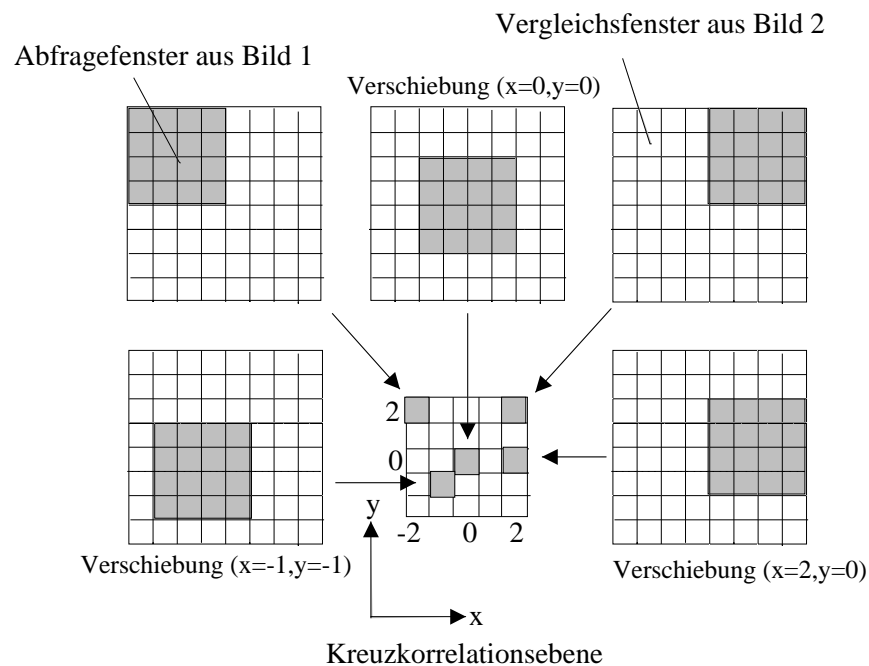 Vergleichsfenster aus Bild 2
Abfragefenster aus Bild 1
Verschiebung (x=0,y=0)
2
0
y
-2 0 2
Verschiebung (x=-1,y=-1)
Verschiebung (x=2,y=0)
x
Kreuzkorrelationsebene